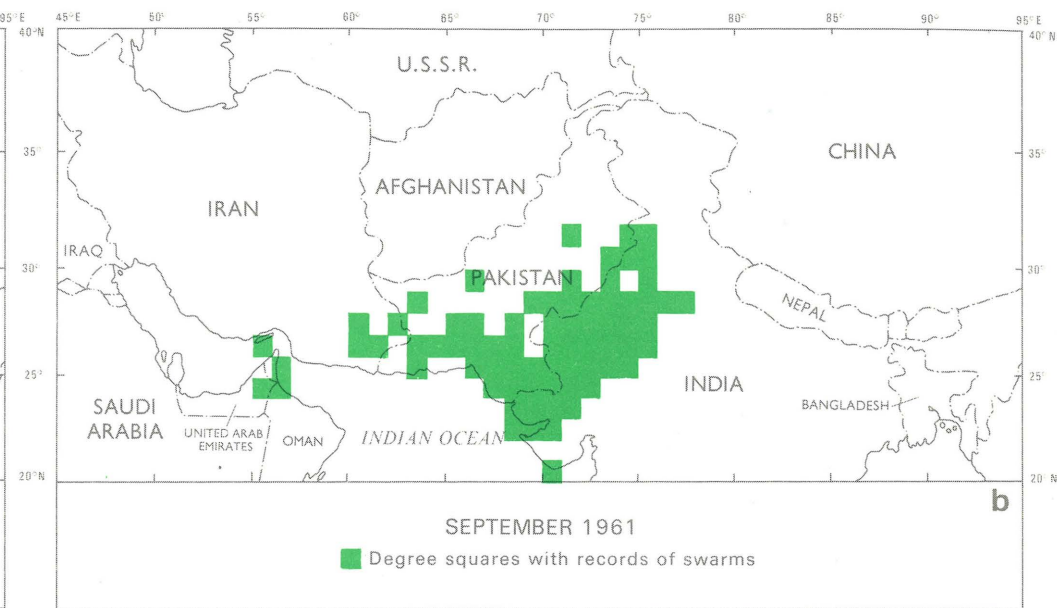 95°E 45°E 50° 55° 60° 65° 70° 75° 80° 85° 90° 95°E
40°N 40°N
U.S.S.R.
35° CHINA 35°
AFGHANISTAN
IRAN
IRAQ
30° PAKISTAN 30°
NEPAL
25° INDIA 25°
SAUDI
ARABIA
BANGLADESH
UNITED ARAB
EMIRATES
OMAN
INDIAN OCEAN
20°N 20°N
b
SEPTEMBER 1961
Degree squares with records of swarms